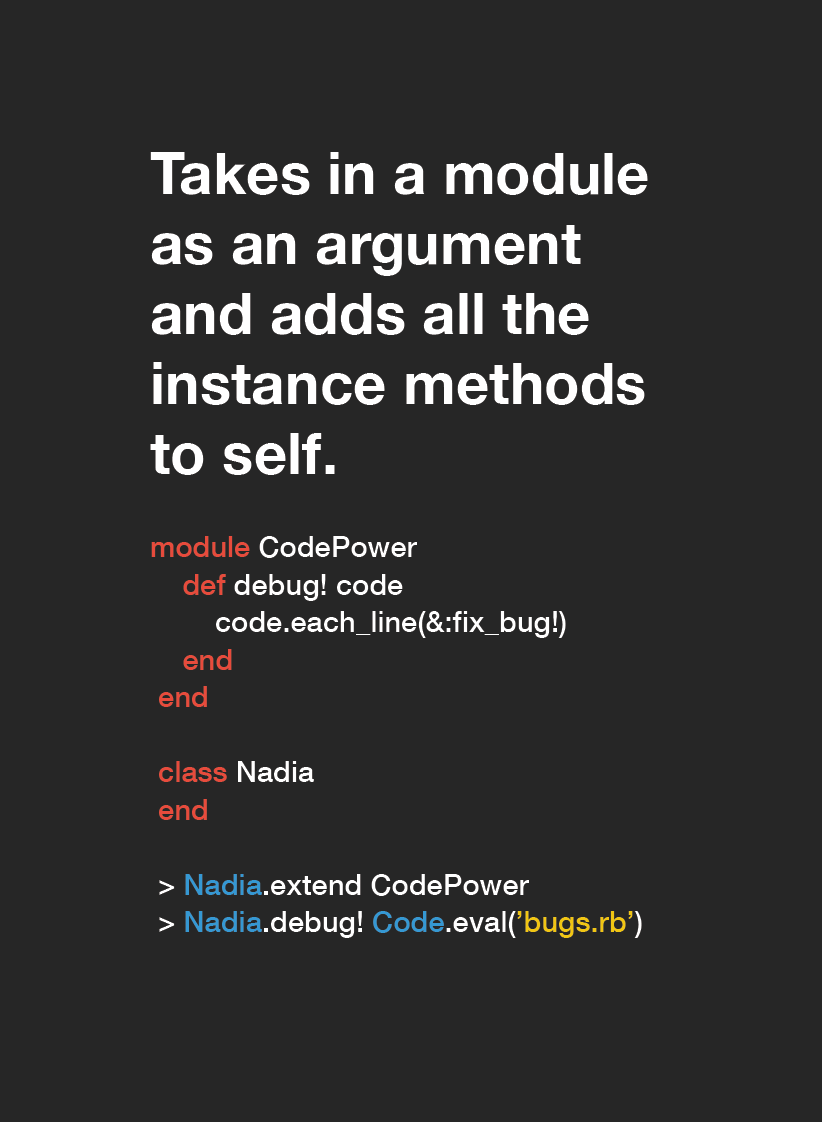 Takes in a module
as an argument
and adds all the
instance methods
to self.
module CodePower
def debug! code
code.each_line(&:fix_bug!)
end
end
class Nadia
end
> Nadia.extend CodePower
> Nadia.debug! Code.eval(’bugs.rb’)